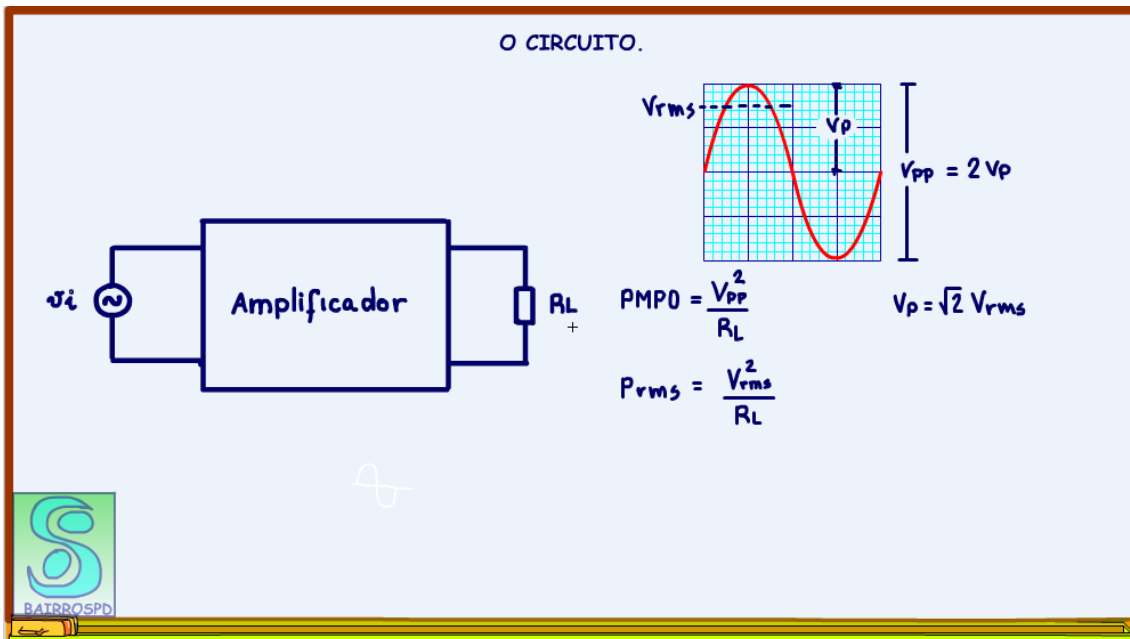 O CIRCUITO.
Vrms
Vp
Vpp = 2 Vp
vi
Amplificador
RL
PMPO = Vpp² / RL
Vp = √2 Vrms
Prms = Vrms² / RL
BAIRROSPD